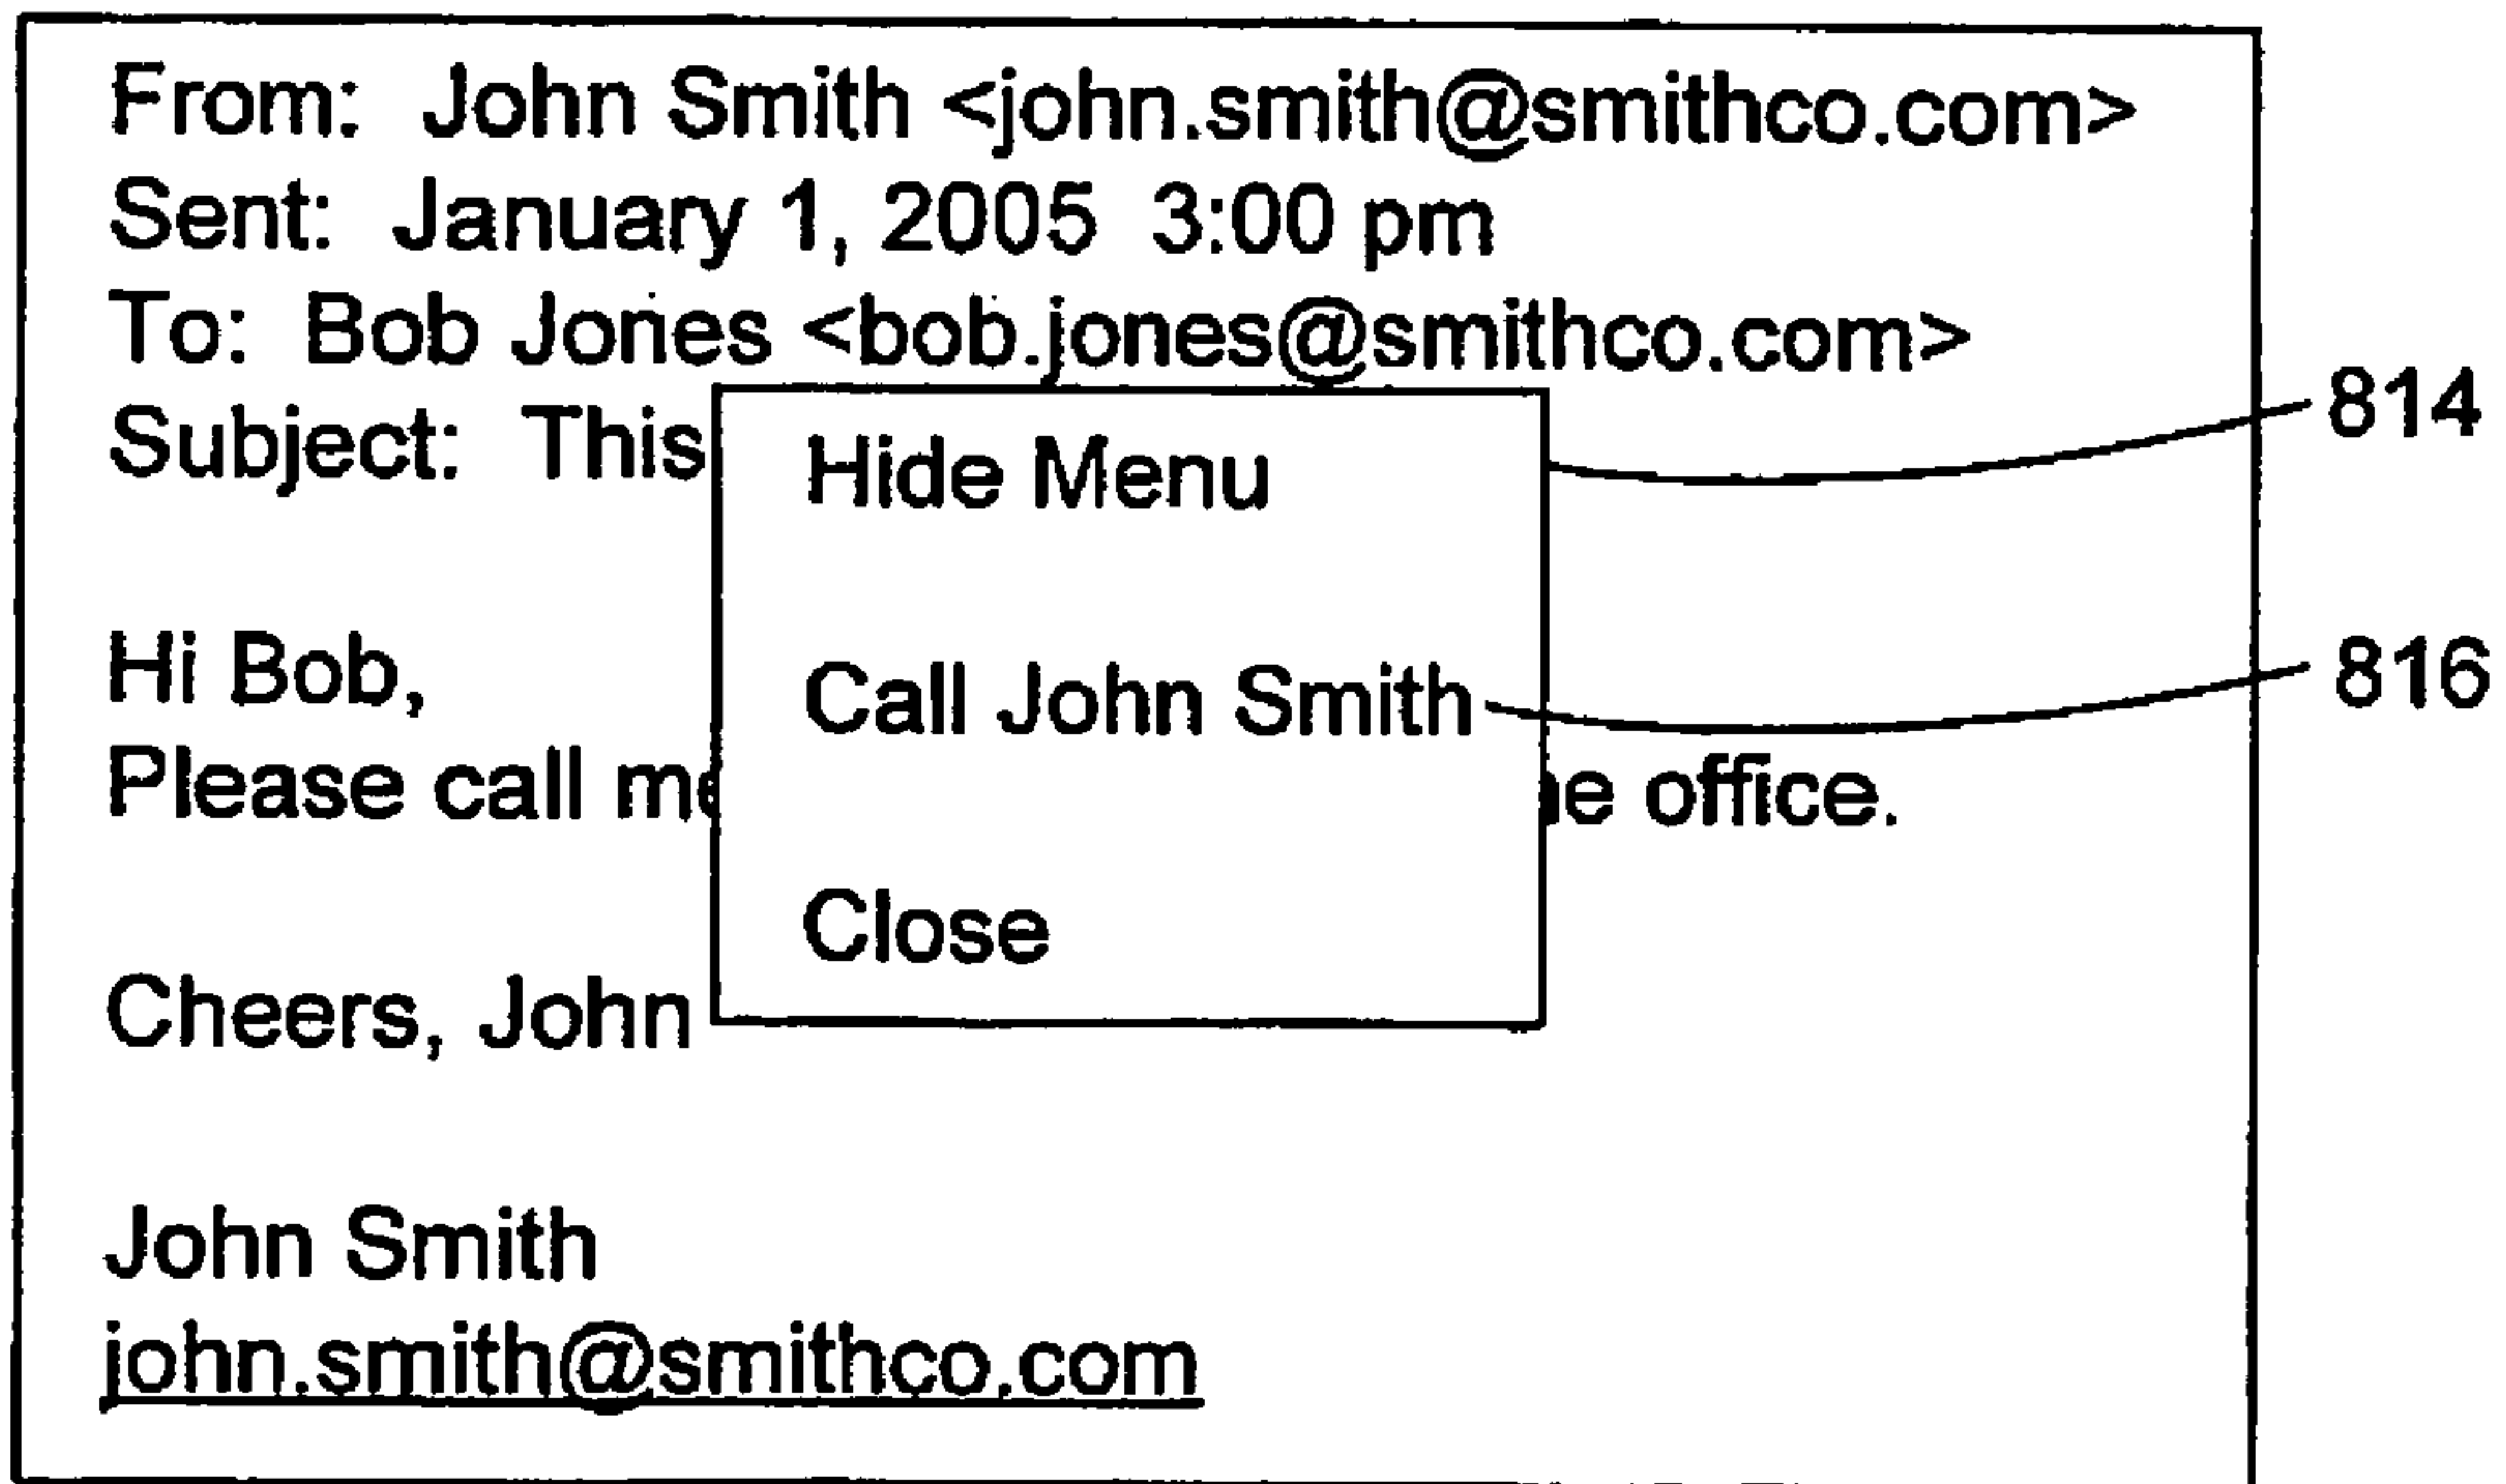 From: John Smith <john.smith@smithco.com>
Sent: January 1, 2005 3:00 pm
To: Bob Jones <bob.jones@smithco.com>
814
Subject: This
Hide Menu
816
Hi Bob,
Call John Smith
Please call office.
Close
Cheers, John
John Smith
john.smith@smithco.com